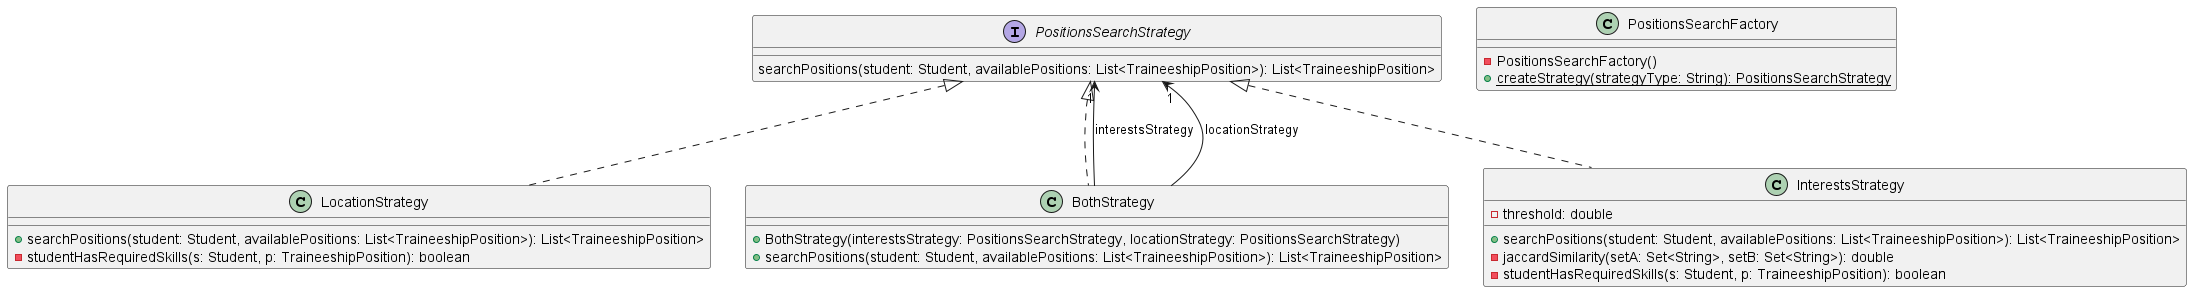 I PositionsSearchStrategy
searchPositions(student: Student, availablePositions: List<TraineeshipPosition>): List<TraineeshipPosition>
C PositionsSearchFactory
PositionsSearchFactory()
createStrategy(strategyType: String): PositionsSearchStrategy
1
1
interestsStrategy
locationStrategy
C LocationStrategy
searchPositions(student: Student, availablePositions: List<TraineeshipPosition>): List<TraineeshipPosition>
studentHasRequiredSkills(s: Student, p: TraineeshipPosition): boolean
C BothStrategy
BothStrategy(interestsStrategy: PositionsSearchStrategy, locationStrategy: PositionsSearchStrategy)
searchPositions(student: Student, availablePositions: List<TraineeshipPosition>): List<TraineeshipPosition>
C InterestsStrategy
threshold: double
searchPositions(student: Student, availablePositions: List<TraineeshipPosition>): List<TraineeshipPosition>
jaccardSimilarity(setA: Set<String>, setB: Set<String>): double
studentHasRequiredSkills(s: Student, p: TraineeshipPosition): boolean